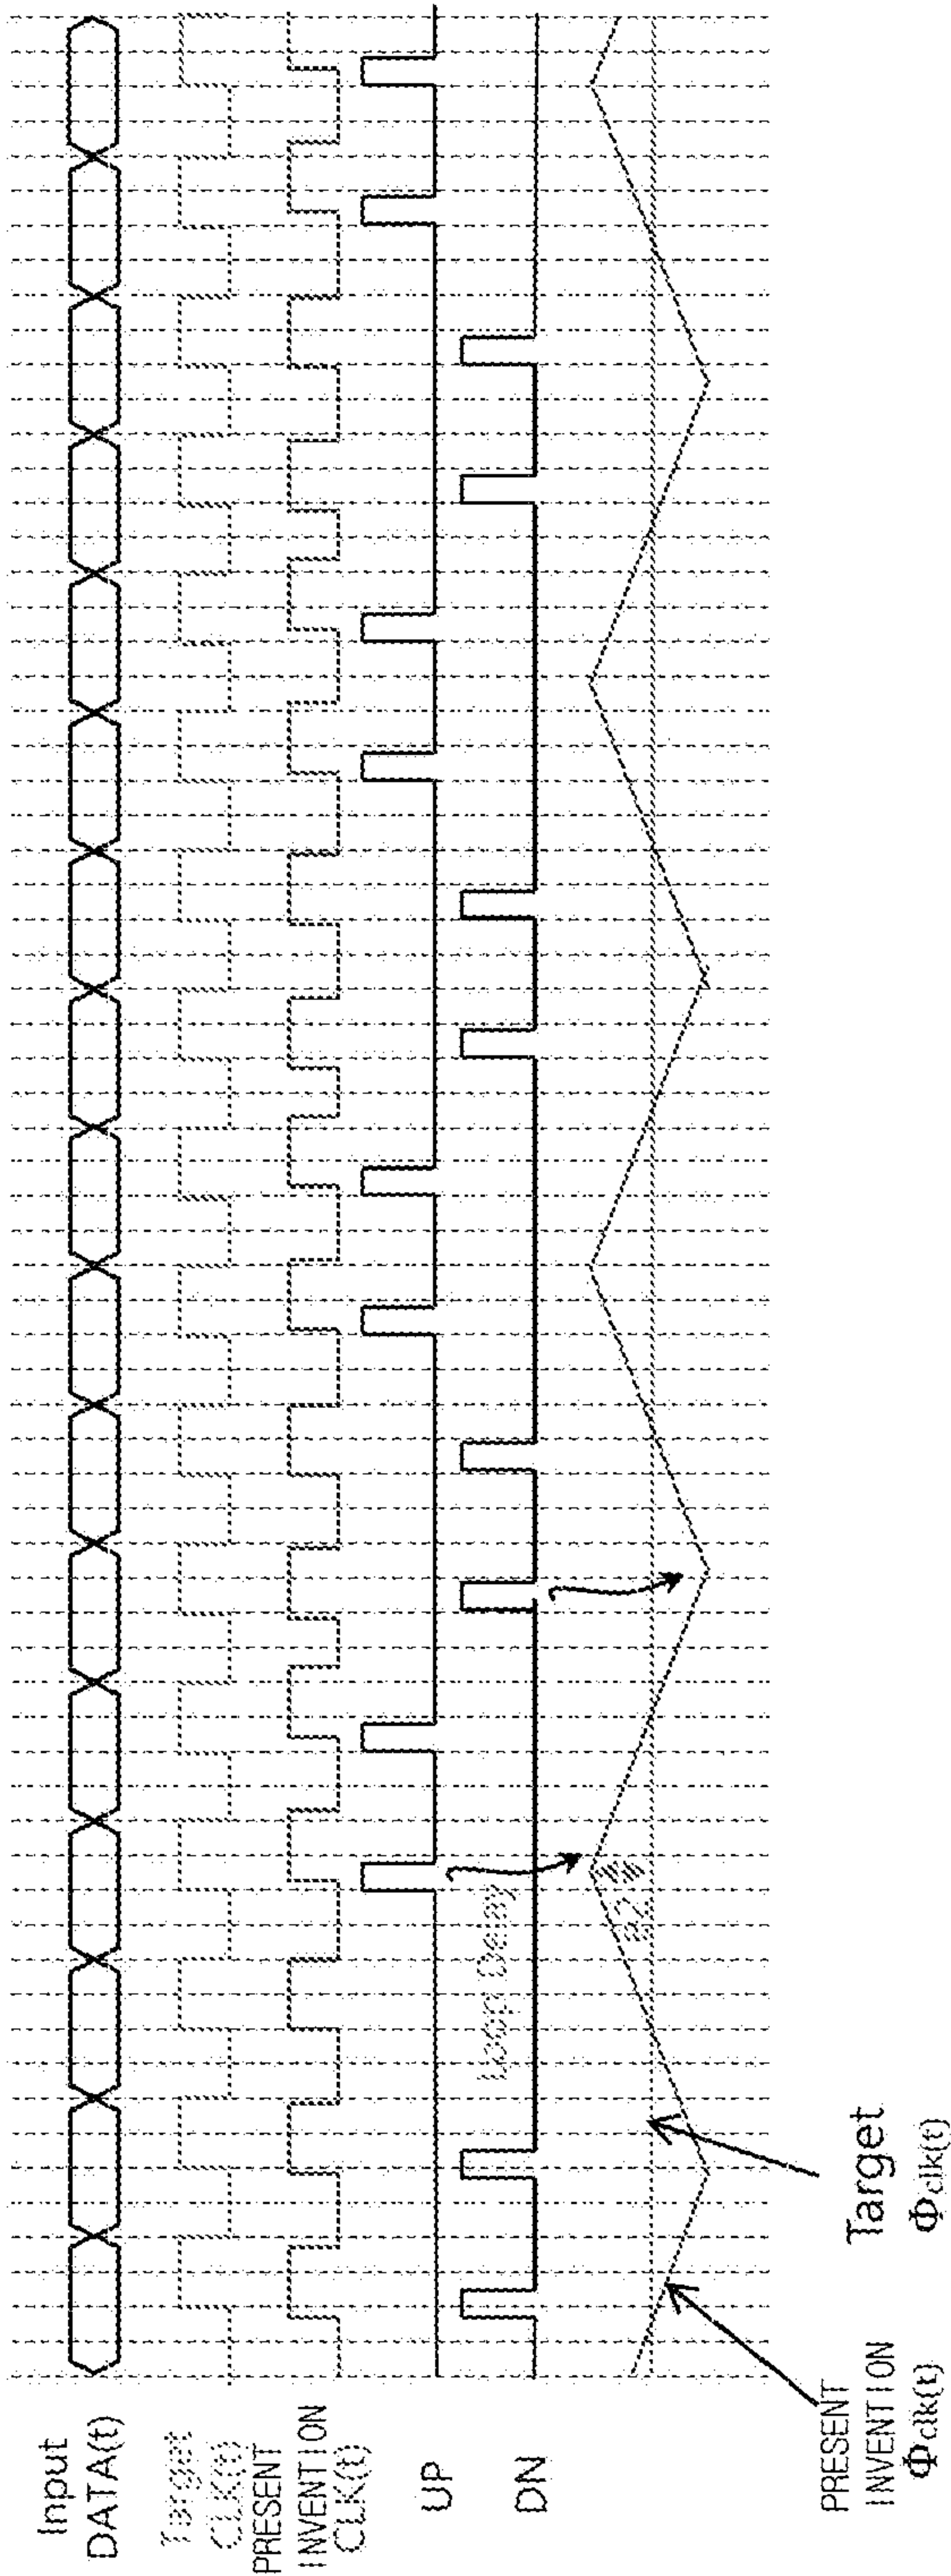 Input
DATA(t)
Target
CLK(t)
PRESENT
INVENTION
CLK(t)
UP
DN
Loop Delay
PRESENT
INVENTION
Φclk(t)
Target
Φclk(t)